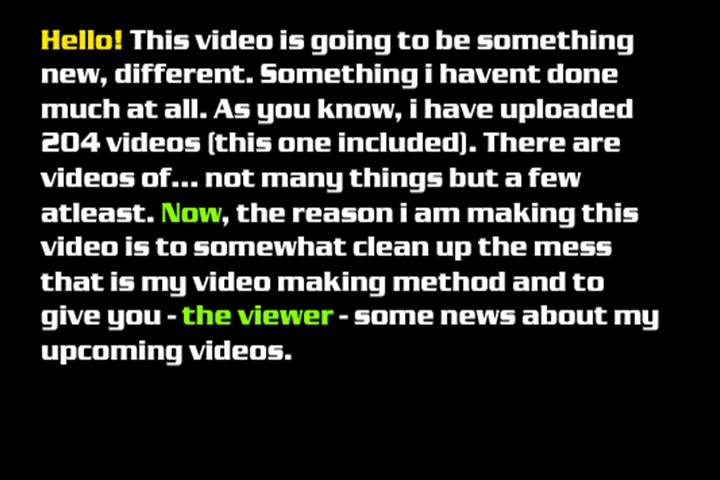 Hello! This video is going to be something
new, different. Something i havent done
much at all. As you know, i have uploaded
204 videos (this one included). There are
videos of... not many things but a few
atleast. Now, the reason i am making this
video is to somewhat clean up the mess
that is my video making method and to
give you - the viewer - some news about my
upcoming videos.